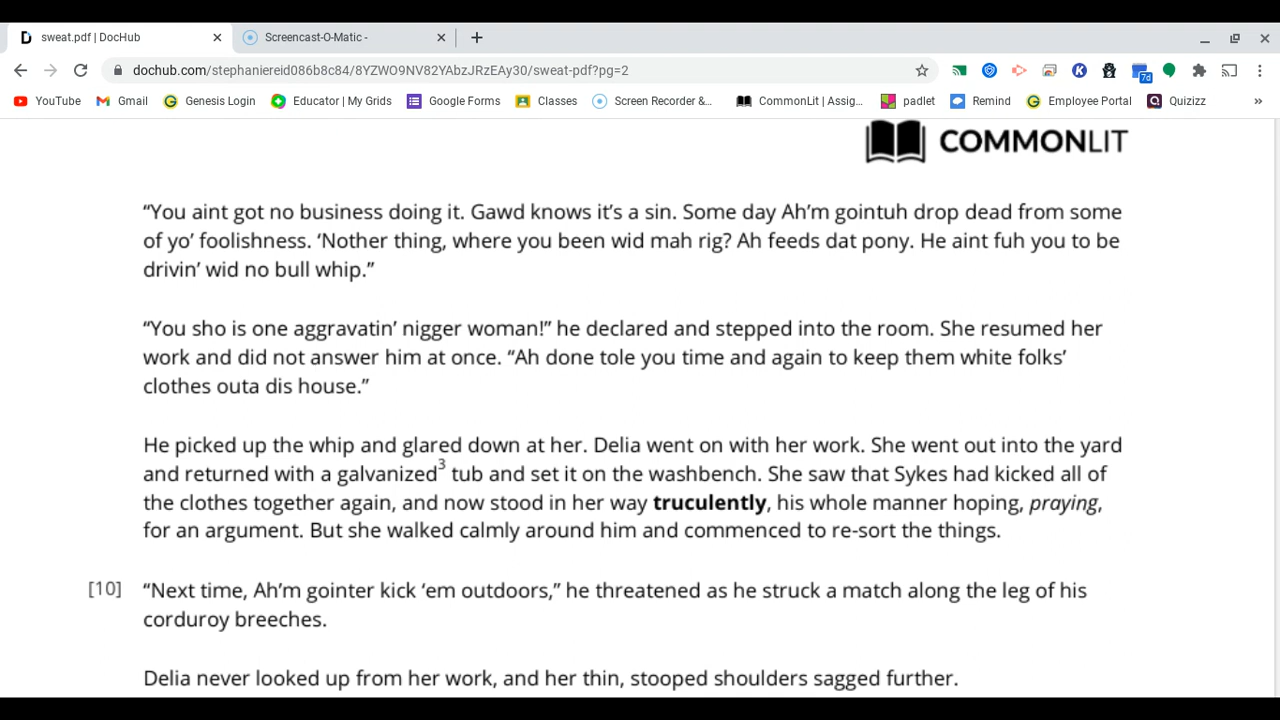 sweat.pdf | DocHub
Screencast-O-Matic -
dochub.com/stephaniereid086b8c84/8YZWO9NV82YAbzJRzEAy30/sweat-pdf?pg=2
7d
YouTube Gmail Genesis Login Educator | My Grids Google Forms Classes Screen Recorder &... CommonLit | Assig... padlet Remind Employee Portal Quizizz »
COMMONLIT
“You aint got no business doing it. Gawd knows it’s a sin. Some day Ah’m gointuh drop dead from some
of yo’ foolishness. ‘Nother thing, where you been wid mah rig? Ah feeds dat pony. He aint fuh you to be
drivin’ wid no bull whip.”
“You sho is one aggravatin’ nigger woman!” he declared and stepped into the room. She resumed her
work and did not answer him at once. “Ah done tole you time and again to keep them white folks’
clothes outa dis house.”
He picked up the whip and glared down at her. Delia went on with her work. She went out into the yard
and returned with a galvanized3 tub and set it on the washbench. She saw that Sykes had kicked all of
the clothes together again, and now stood in her way truculently, his whole manner hoping, praying,
for an argument. But she walked calmly around him and commenced to re-sort the things.
[10] “Next time, Ah’m gointer kick ‘em outdoors,” he threatened as he struck a match along the leg of his
corduroy breeches.
Delia never looked up from her work, and her thin, stooped shoulders sagged further.